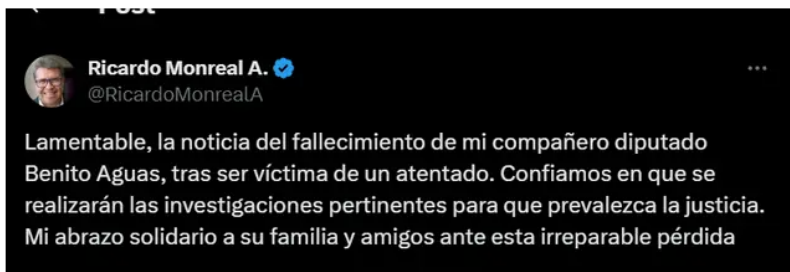 Post
Ricardo Monreal A.
@RicardoMonrealA
Lamentable, la noticia del fallecimiento de mi compañero diputado
Benito Aguas, tras ser víctima de un atentado. Confiamos en que se
realizarán las investigaciones pertinentes para que prevalezca la justicia.
Mi abrazo solidario a su familia y amigos ante esta irreparable pérdida